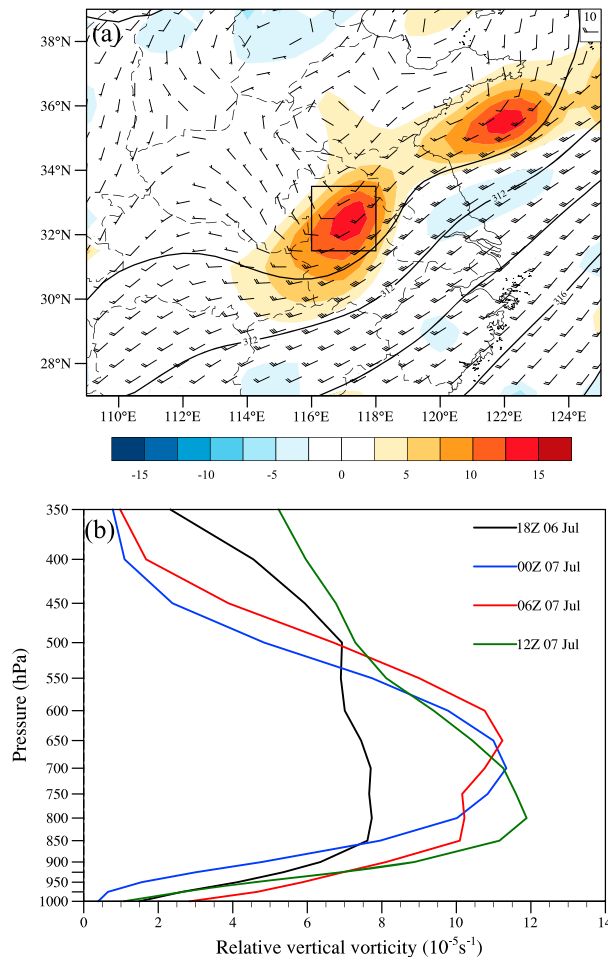 (a)
10
38°N
36°N
34°N
32°N
30°N
28°N
312
312
312
316
110°E 112°E 114°E 116°E 118°E 120°E 122°E 124°E
-15 -10 -5 0 5 10 15
(b)
350
400
450
500
550
600
650
700
750
800
850
900
925
950
975
1000
Pressure (hPa)
18Z 06 Jul
00Z 07 Jul
06Z 07 Jul
12Z 07 Jul
0 2 4 6 8 10 12 14
Relative vertical vorticity (10⁻⁵s⁻¹)